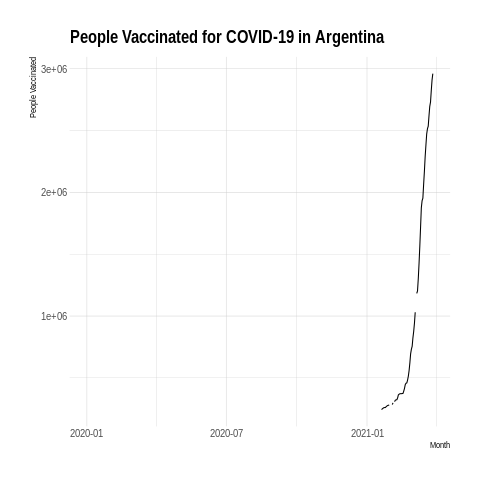 People Vaccinated for COVID-19 in Argentina
People Vaccinated
3e+06
2e+06
1e+06
2020-01
2020-07
2021-01
Month